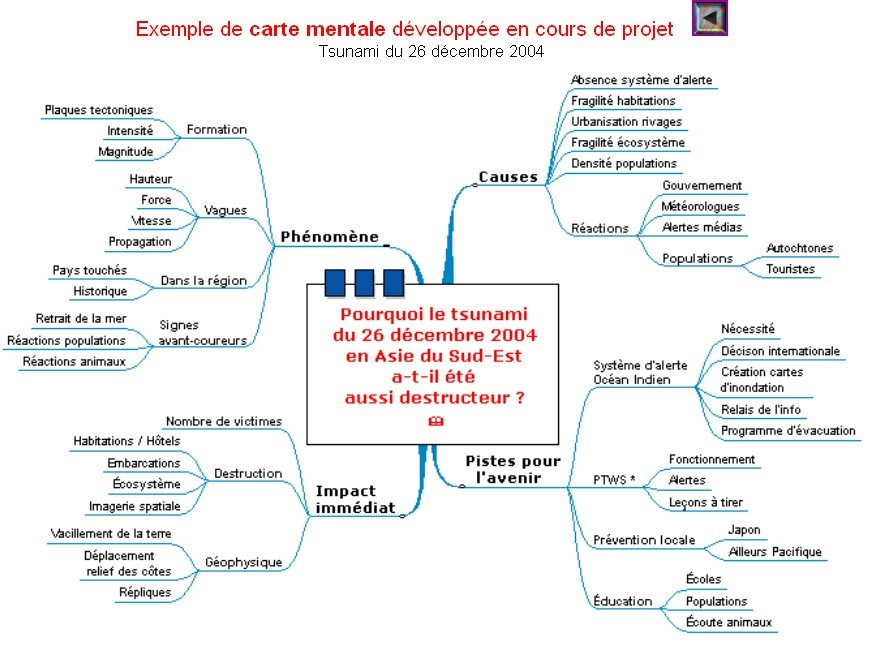 Exemple de carte mentale développée en cours de projet
Tsunami du 26 décembre 2004
Plaques tectoniques
Intensité
Magnitude
Formation
Hauteur
Force
Vitesse
Propagation
Vagues
Pays touchés
Historique
Dans la région
Retrait de la mer
Réactions populations
Réactions animaux
Signes
avant-coureurs
Phénomène
Absence système d'alerte
Fragilité habitations
Urbanisation rivages
Fragilité écosystème
Densité populations
Causes
Réactions
Gouvernement
Météorologues
Alertes médias
Populations
Autochtones
Touristes
Pourquoi le tsunami
du 26 décembre 2004
en Asie du Sud-Est
a-t-il été
aussi destructeur ?
Nombre de victimes
Habitations / Hôtels
Embarcations
Écosystème
Imagerie spatiale
Destruction
Vacillement de la terre
Déplacement
relief des côtes
Répliques
Géophysique
Impact
immédiat
Pistes pour
l'avenir
Système d'alerte
Océan Indien
Nécessité
Décison internationale
Création cartes
d'inondation
Relais de l'info
Programme d'évacuation
PTWS *
Fonctionnement
Alertes
Leçons à tirer
Prévention locale
Japon
Ailleurs Pacifique
Éducation
Écoles
Populations
Écoute animaux